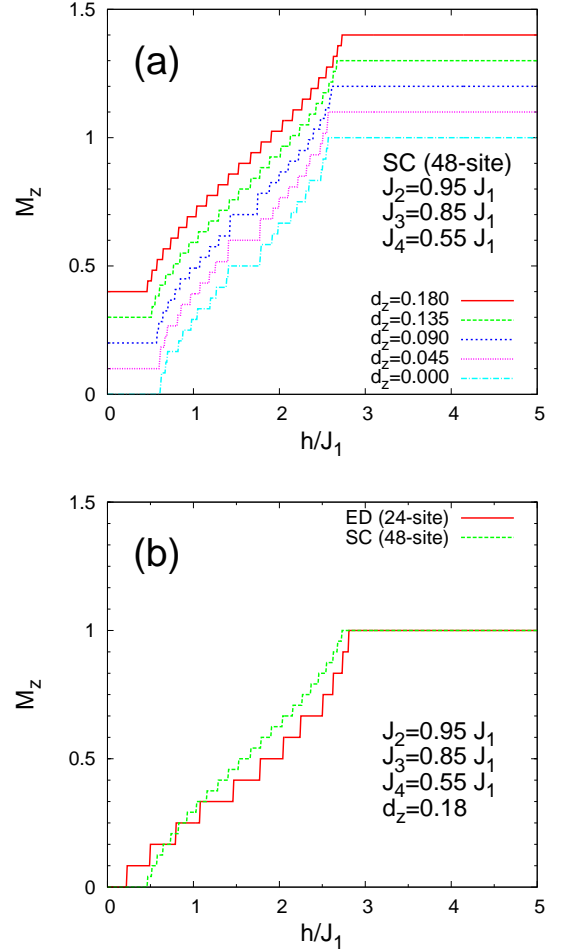 1.5
(a)
1
M_z
SC (48-site)
J_2=0.95 J_1
J_3=0.85 J_1
J_4=0.55 J_1
0.5
d_z=0.180
d_z=0.135
d_z=0.090
d_z=0.045
d_z=0.000
0
0 1 2 3 4 5
h/J_1
1.5
ED (24-site)
SC (48-site)
(b)
1
M_z
J_2=0.95 J_1
J_3=0.85 J_1
0.5
J_4=0.55 J_1
d_z=0.18
0
0 1 2 3 4 5
h/J_1